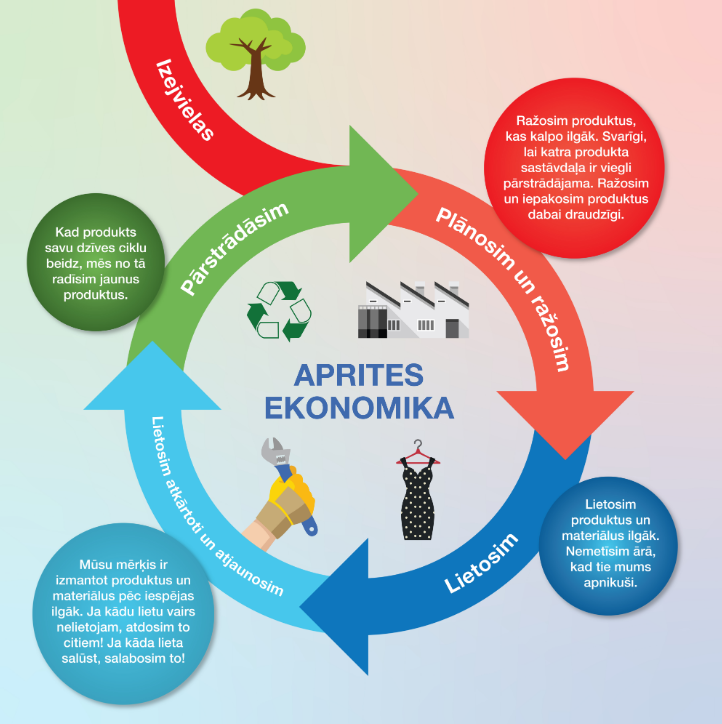 Izejvielas
Ražosim produktus,
kas kalpo ilgāk. Svarīgi,
lai katra produkta
sastāvdaļa ir viegli
pārstrādājama. Ražosim
un iepakosim produktus
dabai draudzīgi.
Plānosim un ražosim
Pārstrādāsim
Kad produkts
savu dzīves ciklu
beidz, mēs no tā
radīsim jaunus
produktus.
APRITES
EKONOMIKA
Lietosim atkārtoti un atjaunosim
Lietosim
Lietosim
produktus un
materiālus ilgāk.
Nemetīsim ārā,
kad tie mums
apnikuši.
Mūsu mērķis ir
izmantot produktus un
materiālus pēc iespējas
ilgāk. Ja kādu lietu vairs
nelietojam, atdosim to
citiem! Ja kāda lieta
salūst, salabosim to!